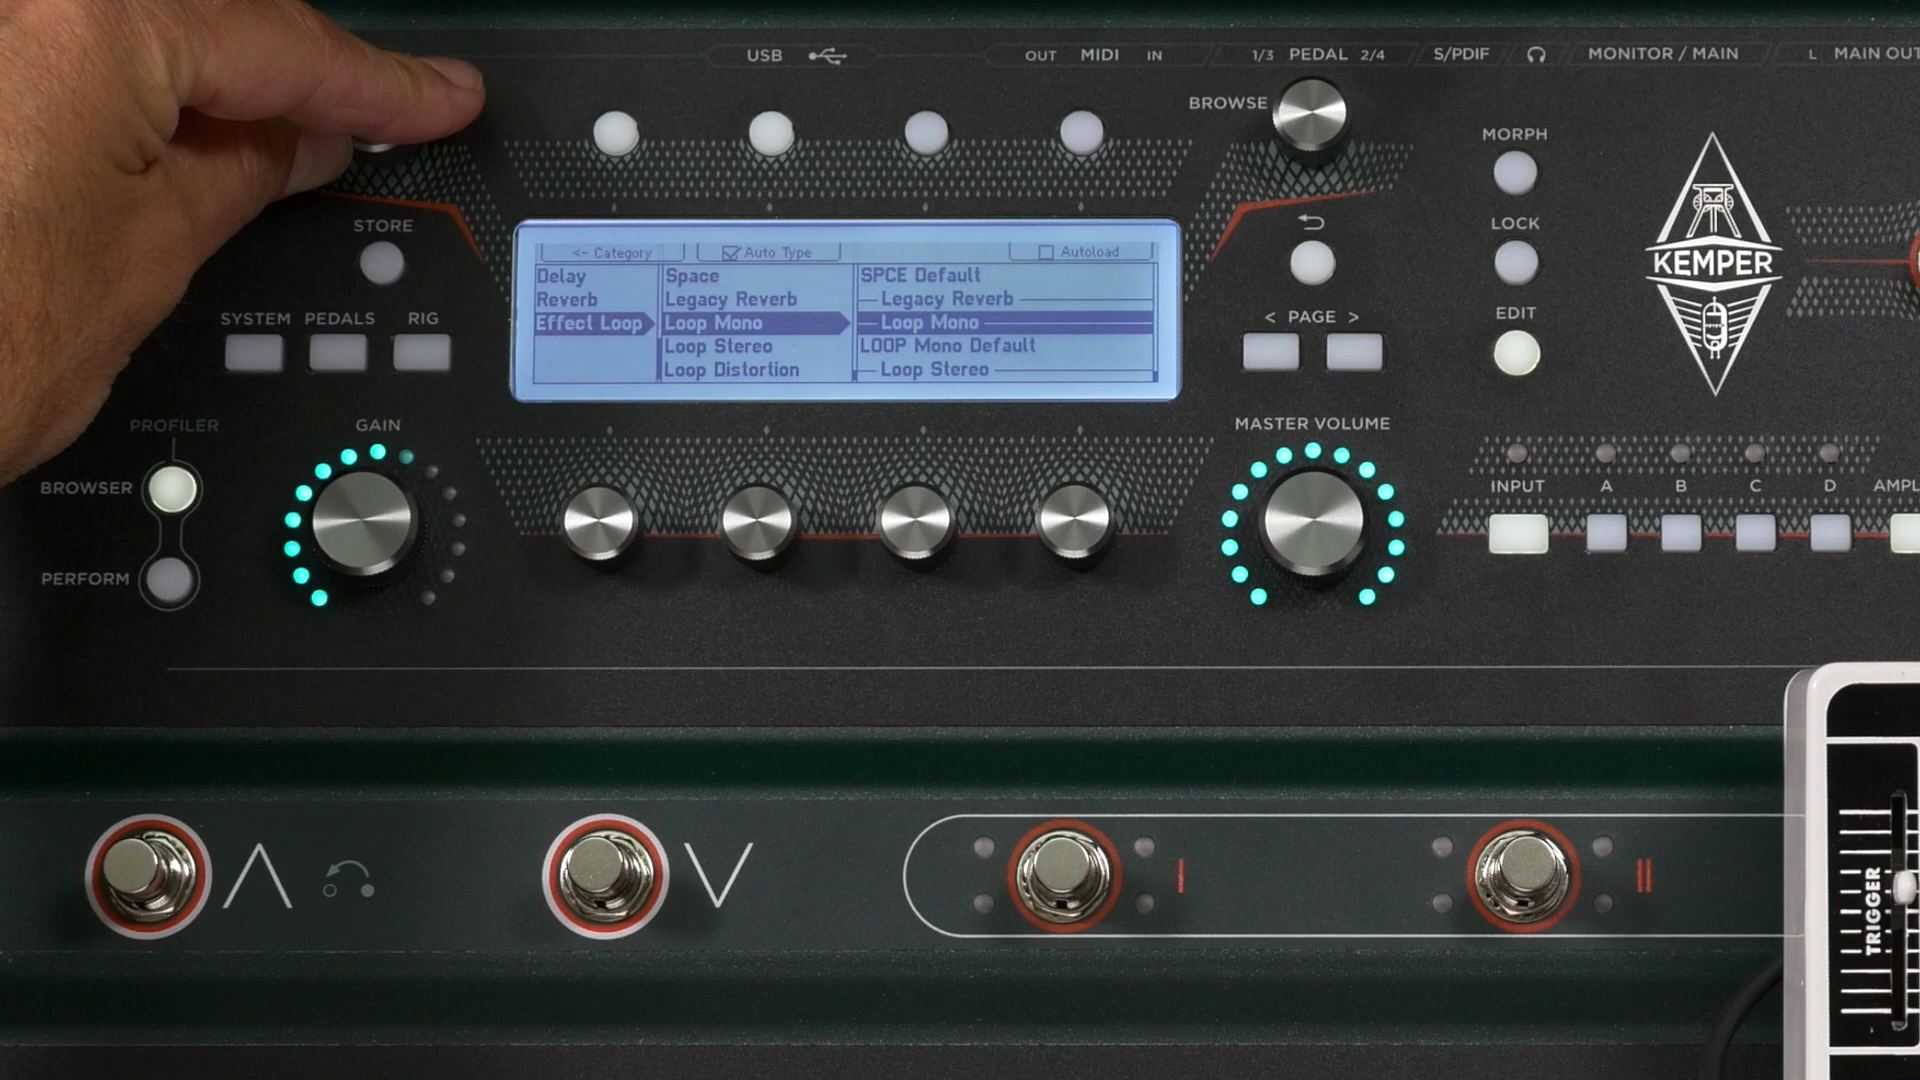 USB
OUT MIDI IN
1/3 PEDAL 2/4
S/PDIF
MONITOR / MAIN
L MAIN OUT
BROWSE
MORPH
STORE
LOCK
KEMPER
SYSTEM PEDALS RIG
< PAGE >
EDIT
<- Category Auto Type Autoload
Delay Space SPCE Default
Reverb Legacy Reverb Legacy Reverb
Effect Loop Loop Mono Loop Mono
Loop Stereo LOOP Mono Default
Loop Distortion Loop Stereo
PROFILER
GAIN
MASTER VOLUME
BROWSER
INPUT A B C D AMPL
PERFORM
I
II
TRIGGER